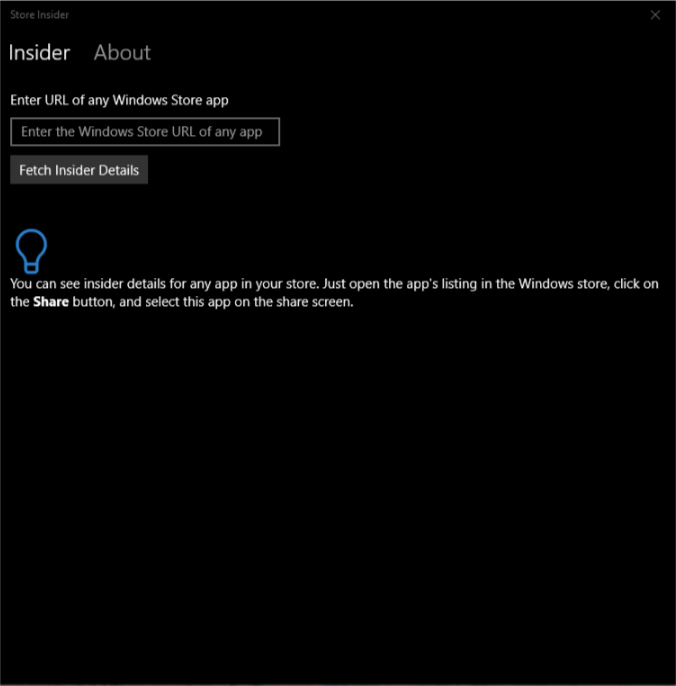 Store Insider
Insider About
Enter URL of any Windows Store app
Enter the Windows Store URL of any app
Fetch Insider Details
You can see insider details for any app in your store. Just open the app's listing in the Windows store, click on
the Share button, and select this app on the share screen.